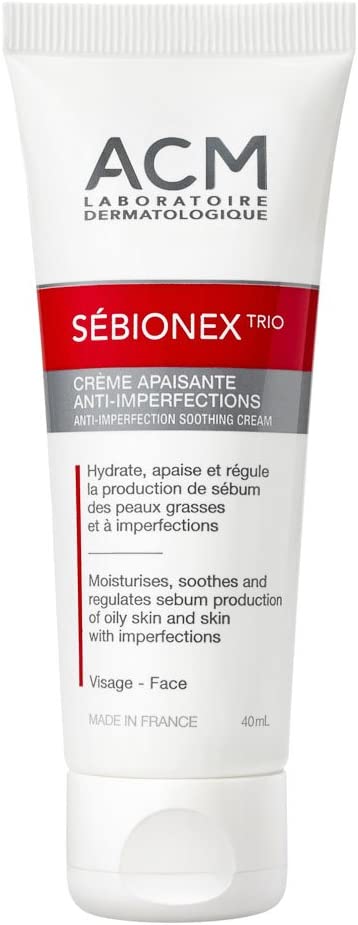 ACM
LABORATOIRE
DERMATOLOGIQUE
SÉBIONEX TRIO
CRÈME APAISANTE
ANTI-IMPERFECTIONS
ANTI-IMPERFECTION SOOTHING CREAM
Hydrate, apaise et régule
la production de sébum
des peaux grasses
et à imperfections
Moisturises, soothes and
regulates sebum production
of oily skin and skin
with imperfections
Visage - Face
MADE IN FRANCE 40mL